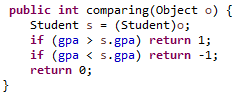 public int comparing(Object o) {
Student s = (Student)o;
if (gpa > s.gpa) return 1;
if (gpa < s.gpa) return -1;
return 0;
}